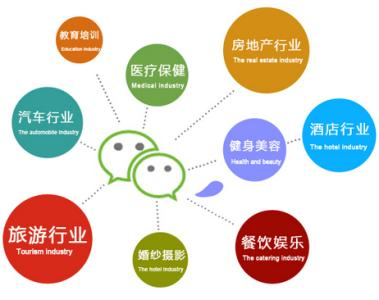 教育培训
Education industry
医疗保健
Medical industry
房地产行业
The real estate industry
汽车行业
The automobile industry
健身美容
Health and beauty
酒店行业
The hotel industry
旅游行业
Tourism industry
婚纱摄影
The hotel industry
餐饮娱乐
The catering industry